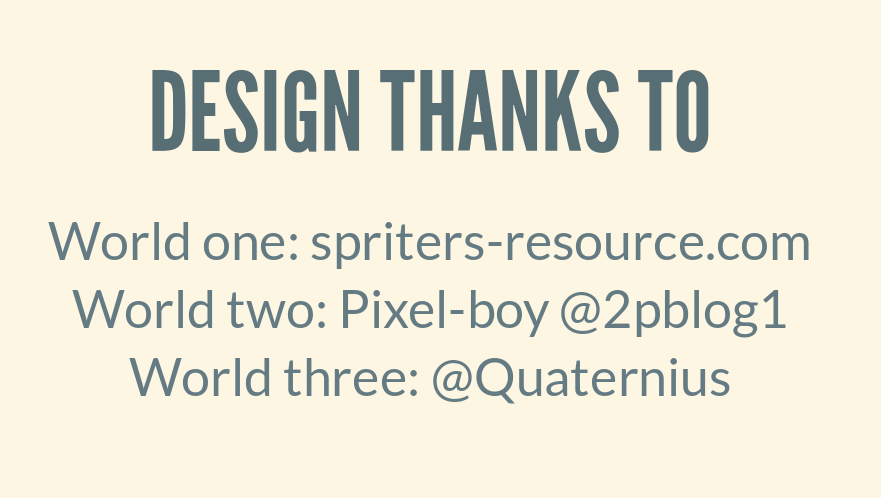 DESIGN THANKS TO
World one: spriters-resource.com
World two: Pixel-boy @2pblog1
World three: @Quaternius